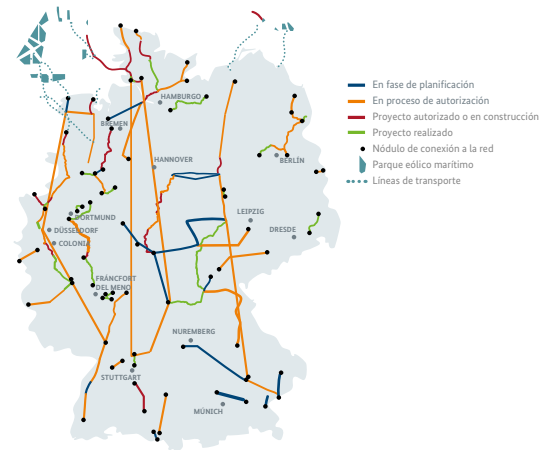 En fase de planificación
En proceso de autorización
Proyecto autorizado o en construcción
Proyecto realizado
Nódulo de conexión a la red
Parque eólico marítimo
Líneas de transporte
HAMBURGO
BREMEN
HANNOVER
BERLÍN
DORTMUND
DÜSSELDORF
COLONIA
LEIPZIG
DRESDE
FRÁNCFORT
DEL MENO
NUREMBERG
STUTTGART
MÚNICH